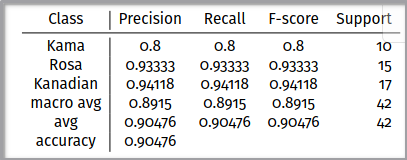 Class Precision Recall F-score Support
Kama 0.8 0.8 0.8 10
Rosa 0.93333 0.93333 0.93333 15
Kanadian 0.94118 0.94118 0.94118 17
macro avg 0.8915 0.8915 0.8915 42
avg 0.90476 0.90476 0.90476 42
accuracy 0.90476